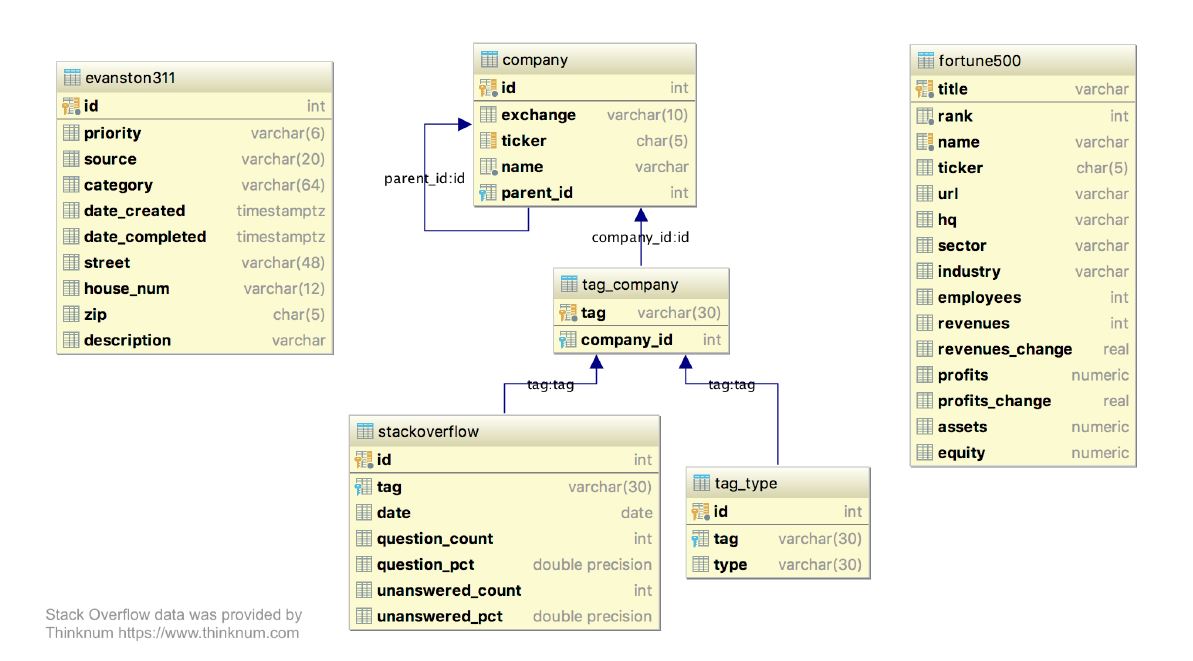 evanston311
id int
priority varchar(6)
source varchar(20)
category varchar(64)
date_created timestamptz
date_completed timestamptz
street varchar(48)
house_num varchar(12)
zip char(5)
description varchar
company
id int
exchange varchar(10)
ticker char(5)
name varchar
parent_id int
parent_id:id
company_id:id
tag_company
tag varchar(30)
company_id int
tag:tag
tag:tag
stackoverflow
id int
tag varchar(30)
date date
question_count int
question_pct double precision
unanswered_count int
unanswered_pct double precision
tag_type
id int
tag varchar(30)
type varchar(30)
fortune500
title varchar
rank int
name varchar
ticker char(5)
url varchar
hq varchar
sector varchar
industry varchar
employees int
revenues int
revenues_change real
profits numeric
profits_change real
assets numeric
equity numeric
Stack Overflow data was provided by
Thinknum https://www.thinknum.com